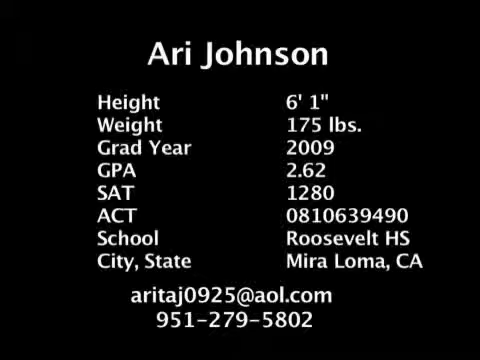 Ari Johnson
Height 6' 1"
Weight 175 lbs.
Grad Year 2009
GPA 2.62
SAT 1280
ACT 0810639490
School Roosevelt HS
City, State Mira Loma, CA
aritaj0925@aol.com
951-279-5802